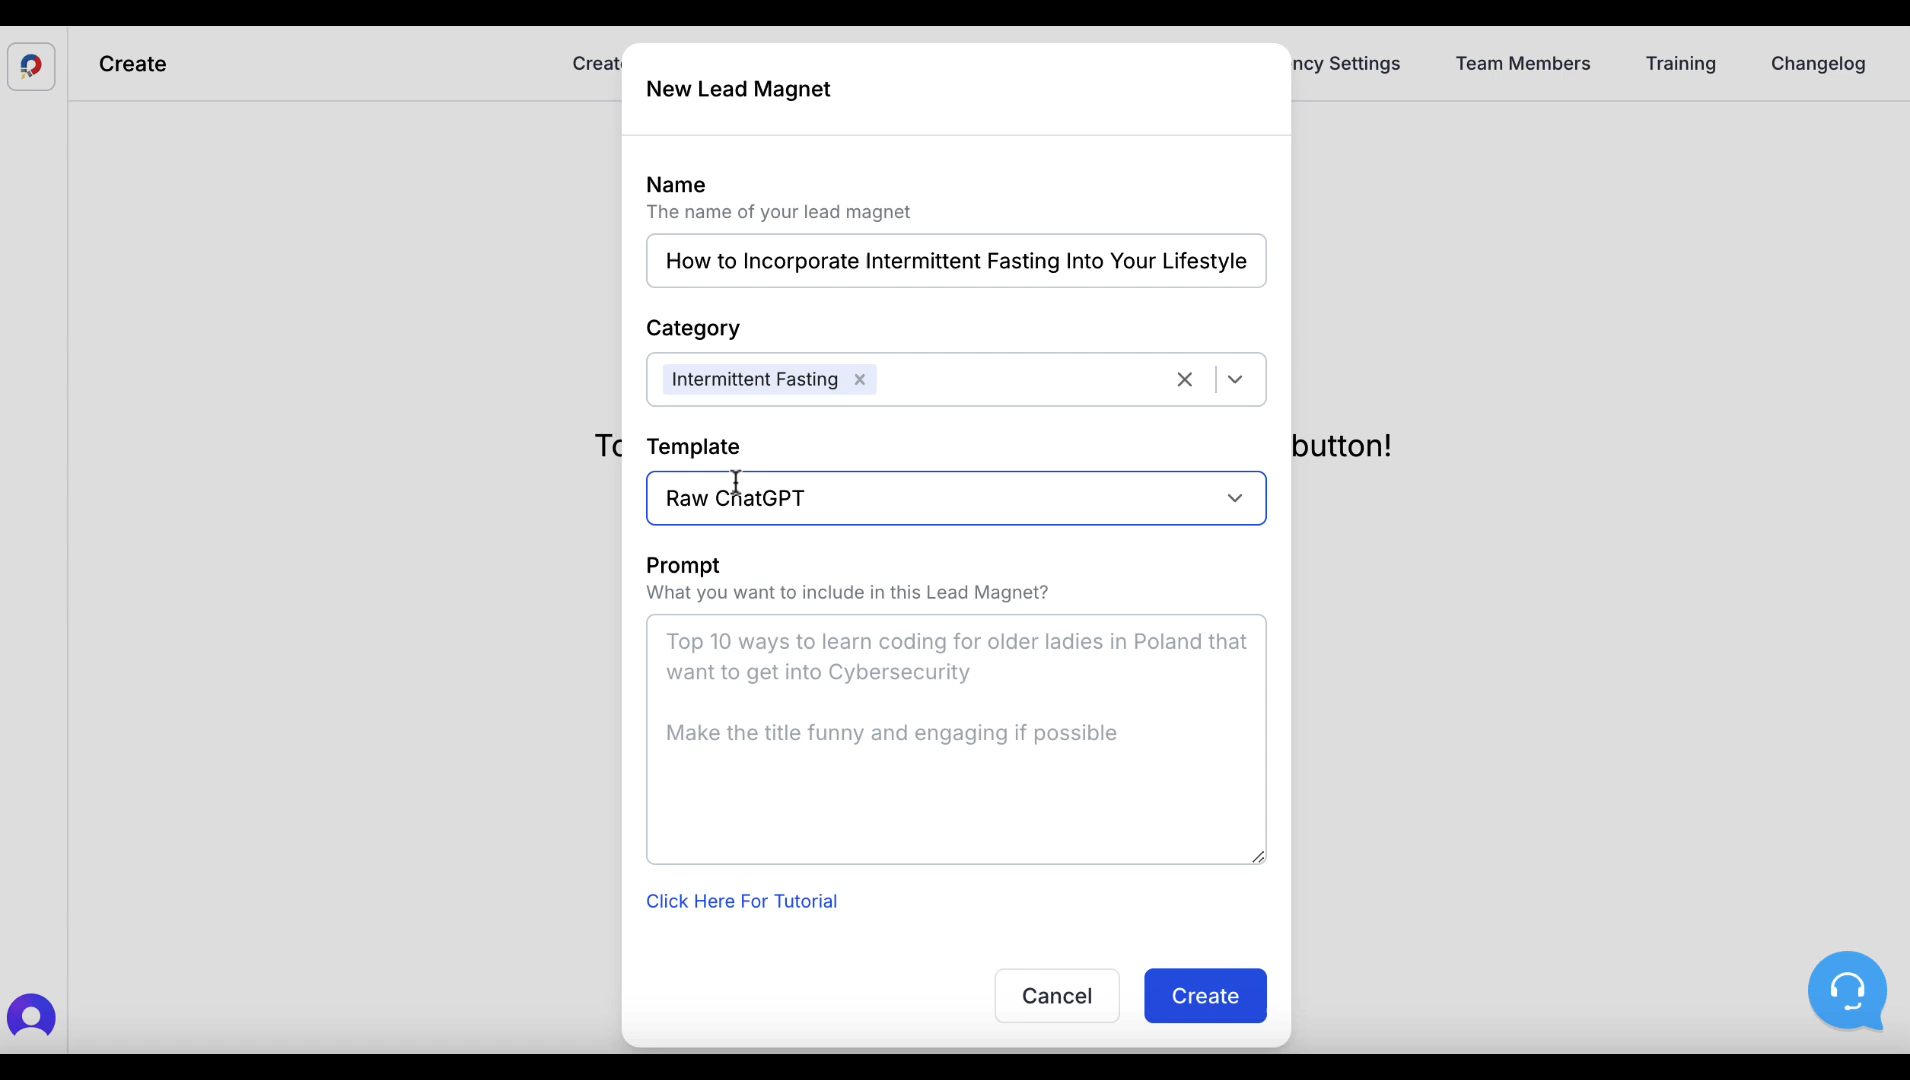 Create
Creat
ncy Settings
Team Members
Training
Changelog
New Lead Magnet
Name
The name of your lead magnet
How to Incorporate Intermittent Fasting Into Your Lifestyle
Category
Intermittent Fasting
To
button!
Template
Raw ChatGPT
Prompt
What you want to include in this Lead Magnet?
Top 10 ways to learn coding for older ladies in Poland that
want to get into Cybersecurity
Make the title funny and engaging if possible
Click Here For Tutorial
Cancel
Create